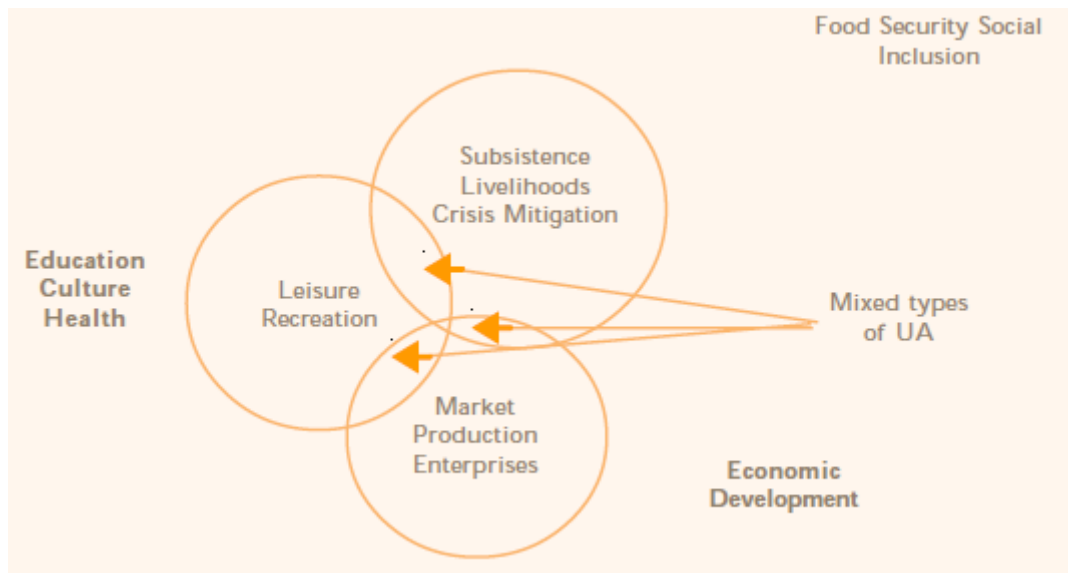 Food Security Social
Inclusion
Subsistence
Livelihoods
Crisis Mitigation
Education
Culture
Health
Leisure
Recreation
Mixed types
of UA
Market
Production
Enterprises
Economic
Development